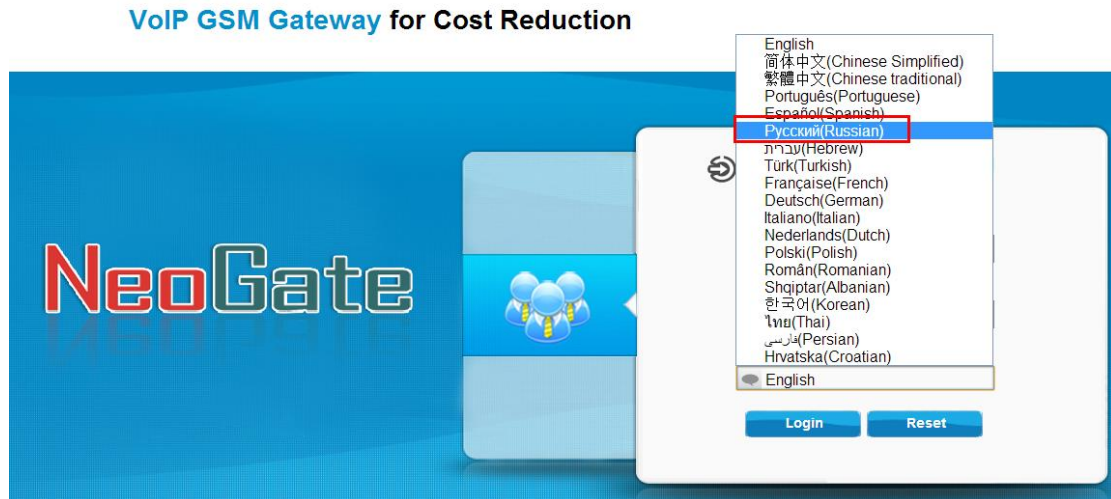 VoIP GSM Gateway for Cost Reduction
English
简体中文(Chinese Simplified)
繁體中文(Chinese traditional)
Português(Portuguese)
Español(Spanish)
Русский(Russian)
עברית(Hebrew)
Türk(Turkish)
Française(French)
Deutsch(German)
Italiano(Italian)
Nederlands(Dutch)
Polski(Polish)
Român(Romanian)
Shqiptar(Albanian)
한국어(Korean)
ไทย(Thai)
فارسی(Persian)
Hrvatska(Croatian)
English
NeoGate
Login Reset